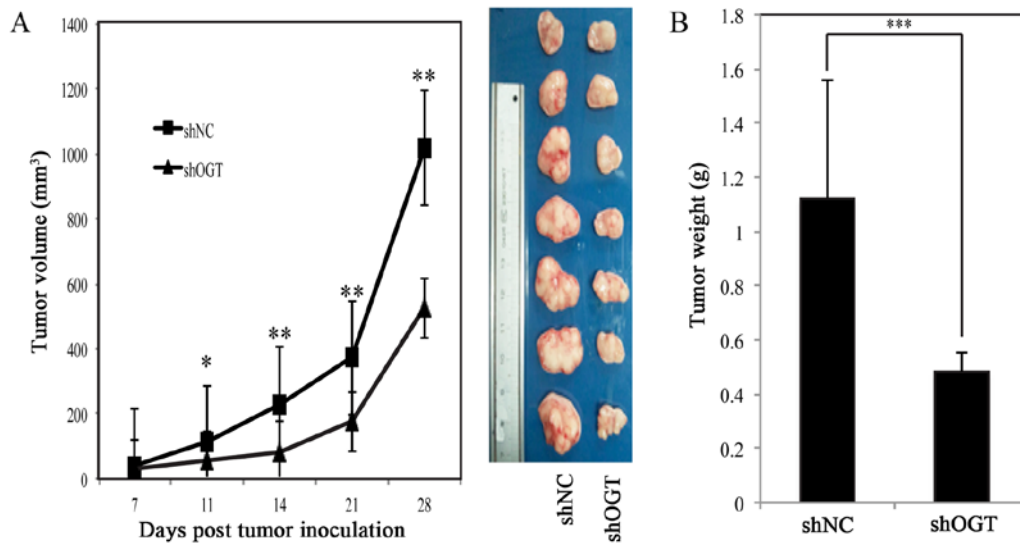 A
Tumor volume (mm³)
1400
1200
1000
800
600
400
200
0
shNC
shOGT
**
**
**
*
7 11 14 21 28
Days post tumor inoculation
shNC
shOGT
B
***
Tumor weight (g)
1.8
1.6
1.4
1.2
1
0.8
0.6
0.4
0.2
0
shNC shOGT